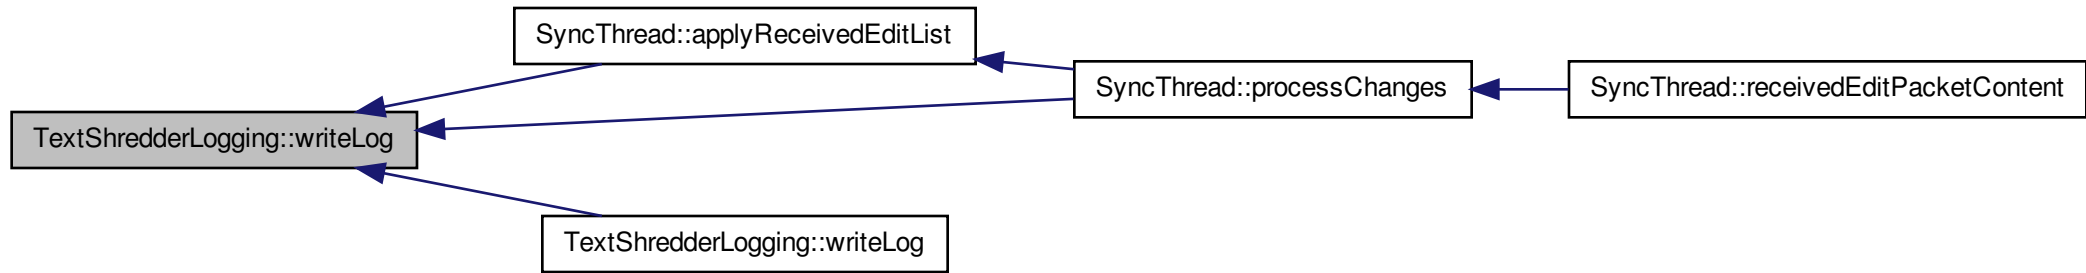 SyncThread::applyReceivedEditList
SyncThread::processChanges
SyncThread::receivedEditPacketContent
TextShredderLogging::writeLog
TextShredderLogging::writeLog